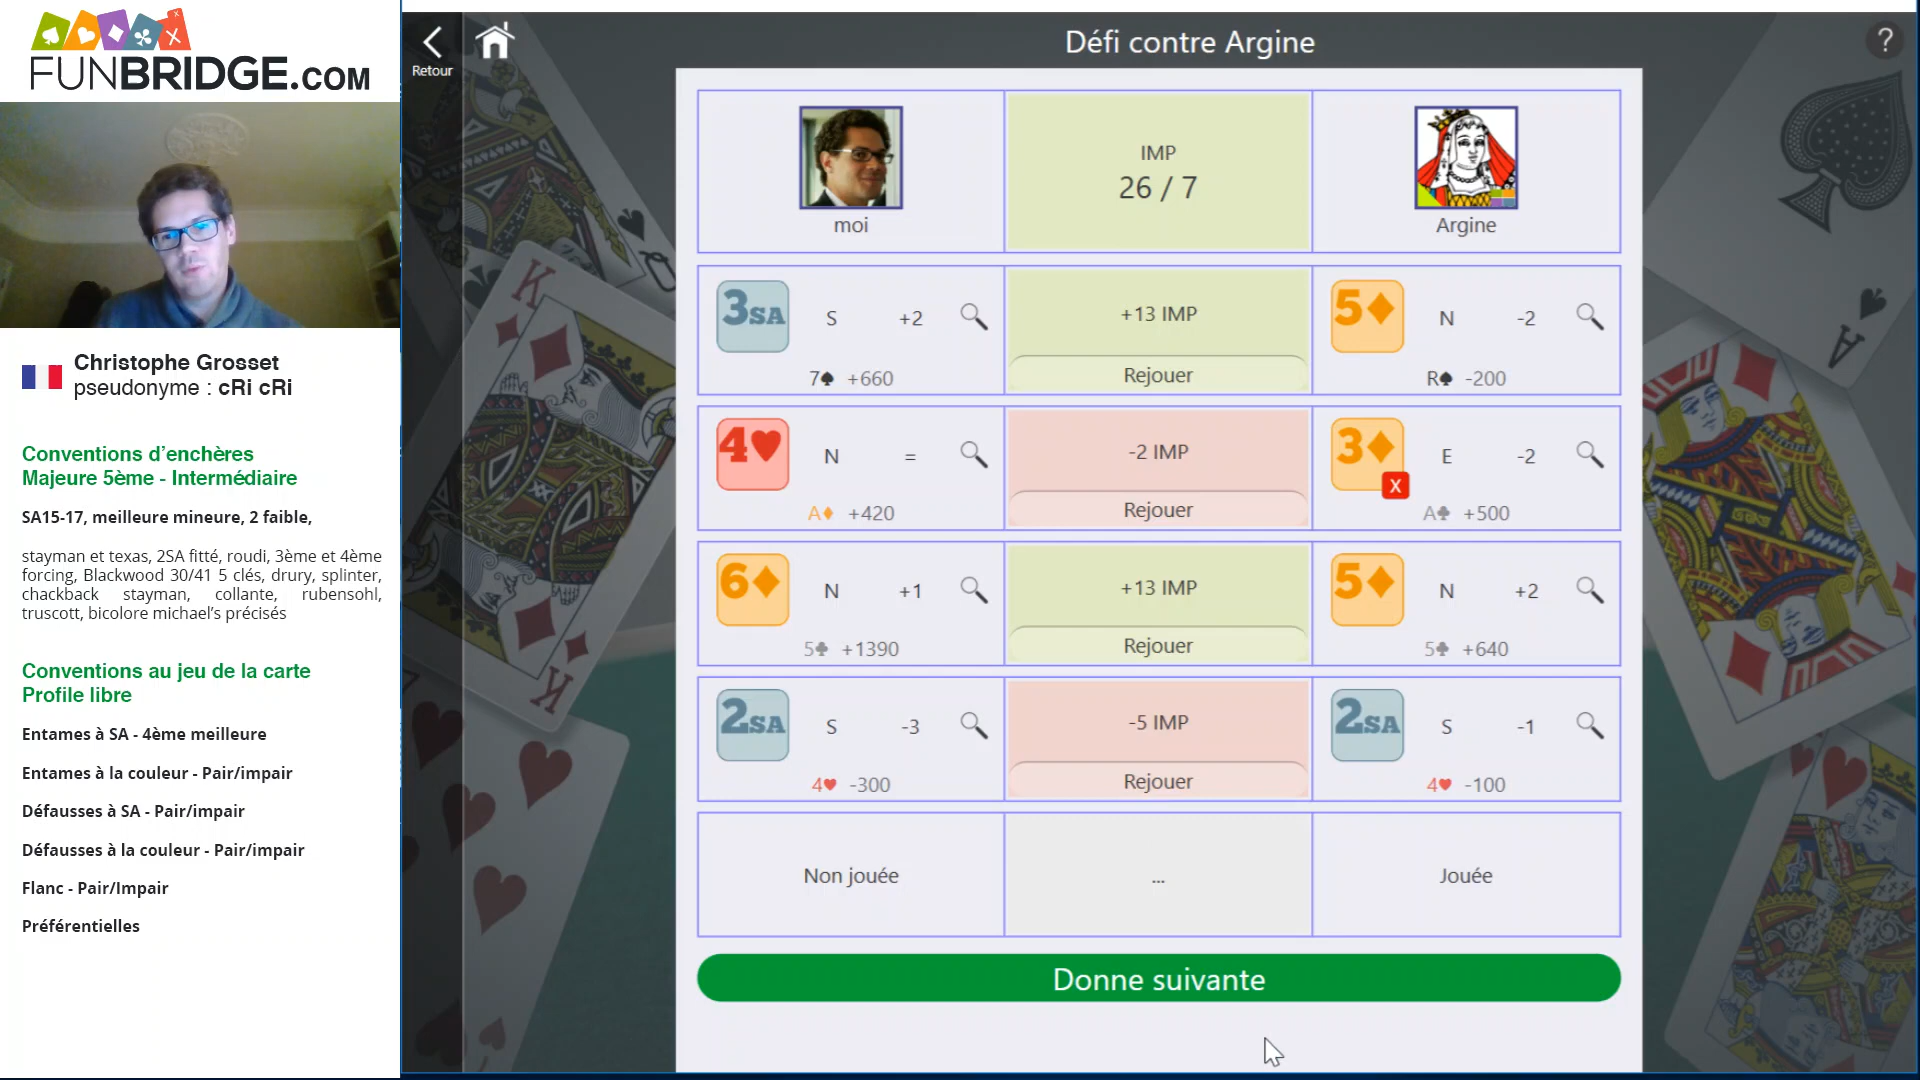 FUNBRIDGE.COM
Christophe Grosset
pseudonyme : cRi cRi
Conventions d'enchères
Majeure 5ème - Intermédiaire
SA15-17, meilleure mineure, 2 faible,
stayman et texas, 2SA fitté, roudi, 3ème et 4ème
forcing, Blackwood 30/41 5 clés, drury, splinter,
chackback stayman, collante, rubensohl,
truscott, bicolore michael's précisés
Conventions au jeu de la carte
Profile libre
Entames à SA - 4ème meilleure
Entames à la couleur - Pair/impair
Défausses à SA - Pair/impair
Défausses à la couleur - Pair/impair
Flanc - Pair/Impair
Préférentielles
Retour
Défi contre Argine
?
moi
IMP
26 / 7
Argine
3SA S +2
7♠ +660
+13 IMP
Rejouer
5♦ N -2
R♠ -200
4♥ N =
A♦ +420
-2 IMP
Rejouer
3♦ X E -2
A♣ +500
6♦ N +1
5♣ +1390
+13 IMP
Rejouer
5♦ N +2
5♣ +640
2SA S -3
4♥ -300
-5 IMP
Rejouer
2SA S -1
4♥ -100
Non jouée
...
Jouée
Donne suivante
K
K
A